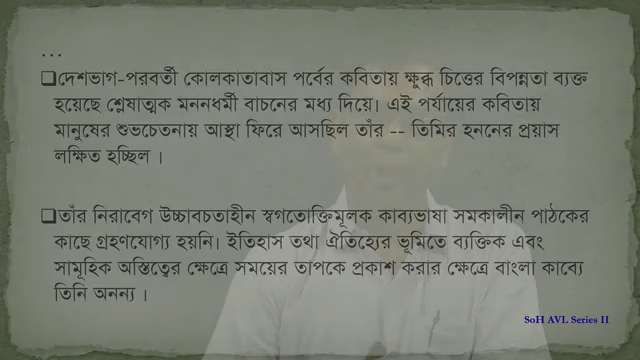 ...
❑দেশভাগ-পরবর্তী কোলকাতাবাস পর্বের কবিতায় ক্ষুব্ধ চিত্তের বিপন্নতা ব্যক্ত
হয়েছে শ্লেষাত্মক মননধর্মী বাচনের মধ্য দিয়ে। এই পর্যায়ের কবিতায়
মানুষের শুভচেতনায় আস্থা ফিরে আসছিল তাঁর -- তিমির হননের প্রয়াস
লক্ষিত হচ্ছিল ।
❑তাঁর নিরাবেগ উচ্চাবচতাহীন স্বগতোক্তিমূলক কাব্যভাষা সমকালীন পাঠকের
কাছে গ্রহণযোগ্য হয়নি। ইতিহাস তথা ঐতিহ্যের ভূমিতে ব্যক্তিক এবং
সামূহিক অস্তিত্বের ক্ষেত্রে সময়ের তাপকে প্রকাশ করার ক্ষেত্রে বাংলা কাব্যে
তিনি অনন্য ।
SoH AVL Series II